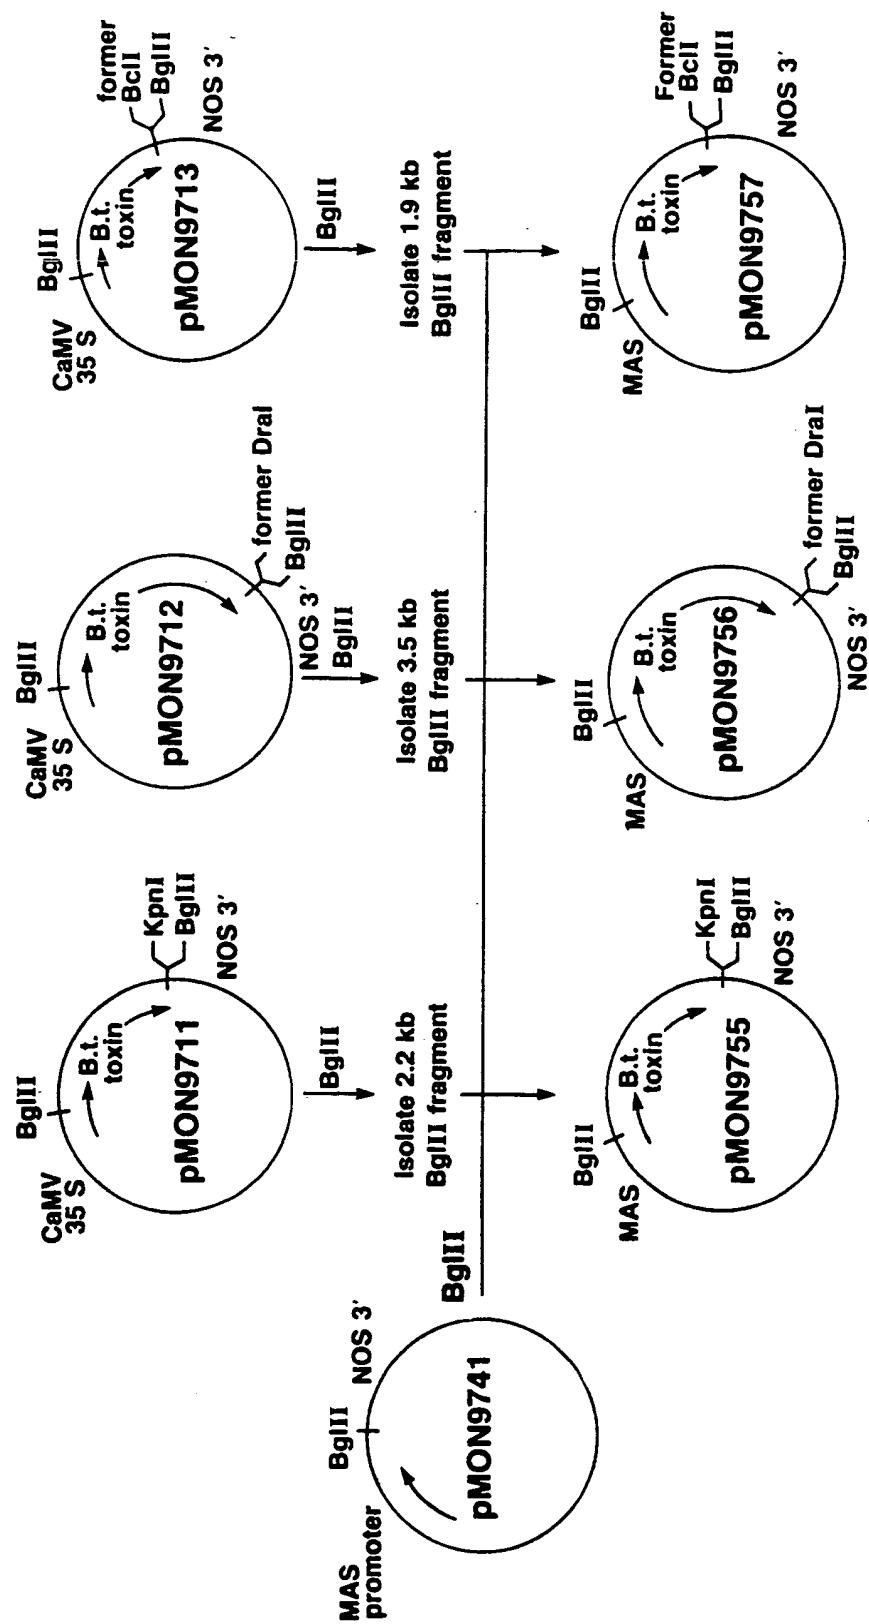 MAS
promoter
BglII
NOS 3′
pMON9741
BglII
CaMV
35 S
BglII
B.t.
toxin
KpnI
BglII
NOS 3′
pMON9711
BglII
Isolate 2.2 kb
BglII fragment
MAS
BglII
B.t.
toxin
KpnI
BglII
NOS 3′
pMON9755
CaMV
35 S
BglII
B.t.
toxin
former DraI
BglII
NOS 3′
pMON9712
BglII
Isolate 3.5 kb
BglII fragment
MAS
BglII
B.t.
toxin
former DraI
BglII
NOS 3′
pMON9756
CaMV
35 S
BglII
B.t.
toxin
former
BclI
BglII
NOS 3′
pMON9713
BglII
Isolate 1.9 kb
BglII fragment
MAS
BglII
B.t.
toxin
Former
BclI
BglII
NOS 3′
pMON9757